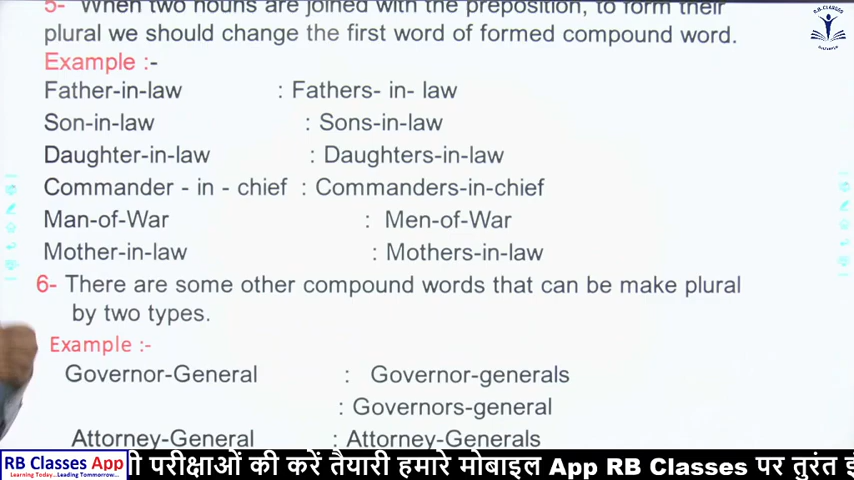 5- When two nouns are joined with the preposition, to form their
plural we should change the first word of formed compound word.
Example :-
Father-in-law : Fathers- in- law
Son-in-law : Sons-in-law
Daughter-in-law : Daughters-in-law
Commander - in - chief : Commanders-in-chief
Man-of-War : Men-of-War
Mother-in-law : Mothers-in-law
6- There are some other compound words that can be make plural
by two types.
Example :-
Governor-General : Governor-generals
: Governors-general
Attorney-General : Attorney-Generals
RB Classes App
Learning Today...Leading Tommorrow...
परीक्षाओं की करें तैयारी हमारे मोबाइल App RB Classes पर तुरंत